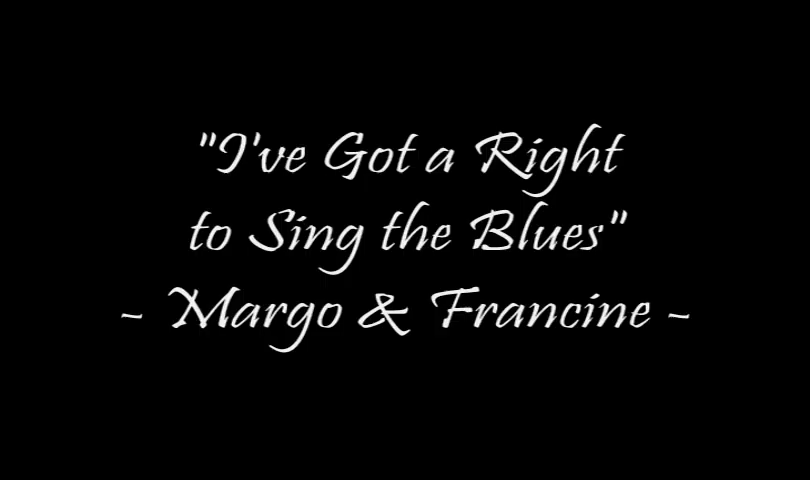 "I've Got a Right
to Sing the Blues"
~ Margo & Francine ~